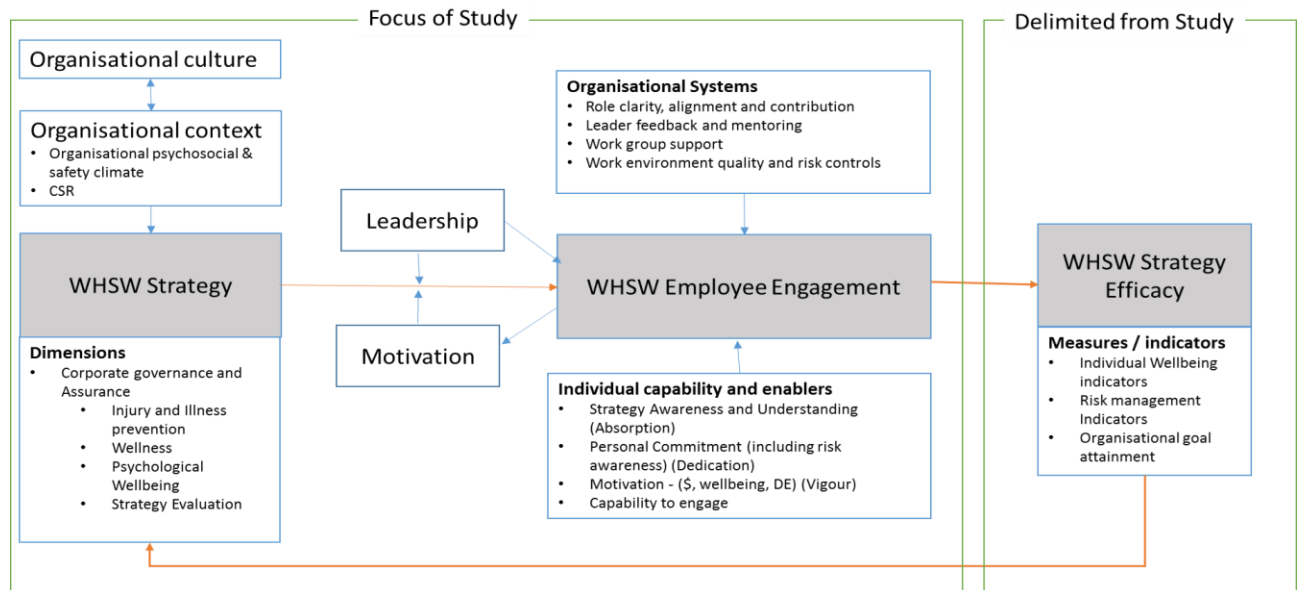 Focus of Study
Delimited from Study
Organisational culture
Organisational context
• Organisational psychosocial &
safety climate
• CSR
WHSW Strategy
Dimensions
• Corporate governance and
Assurance
• Injury and Illness
prevention
• Wellness
• Psychological
Wellbeing
• Strategy Evaluation
Leadership
Motivation
Organisational Systems
• Role clarity, alignment and contribution
• Leader feedback and mentoring
• Work group support
• Work environment quality and risk controls
WHSW Employee Engagement
Individual capability and enablers
• Strategy Awareness and Understanding
(Absorption)
• Personal Commitment (including risk
awareness) (Dedication)
• Motivation - ($, wellbeing, DE) (Vigour)
• Capability to engage
WHSW Strategy
Efficacy
Measures / indicators
• Individual Wellbeing
indicators
• Risk management
Indicators
• Organisational goal
attainment